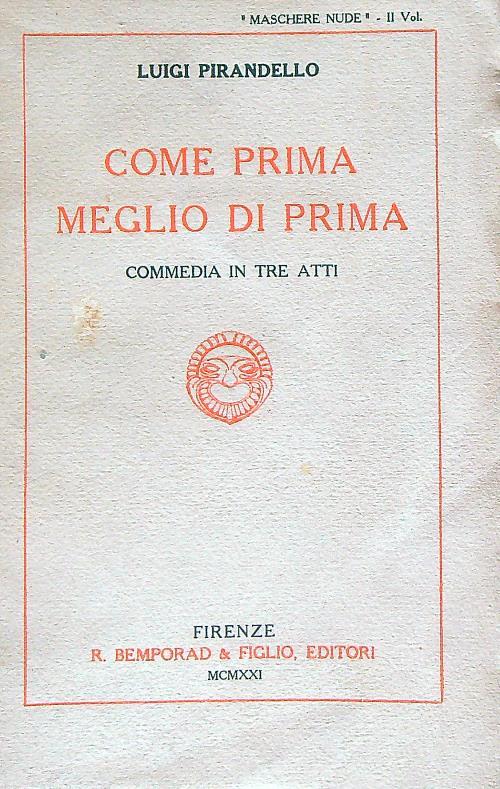 "MASCHERE NUDE" - II Vol.
LUIGI PIRANDELLO
COME PRIMA
MEGLIO DI PRIMA
COMMEDIA IN TRE ATTI
FIRENZE
R. BEMPORAD & FIGLIO, EDITORI
MCMXXI